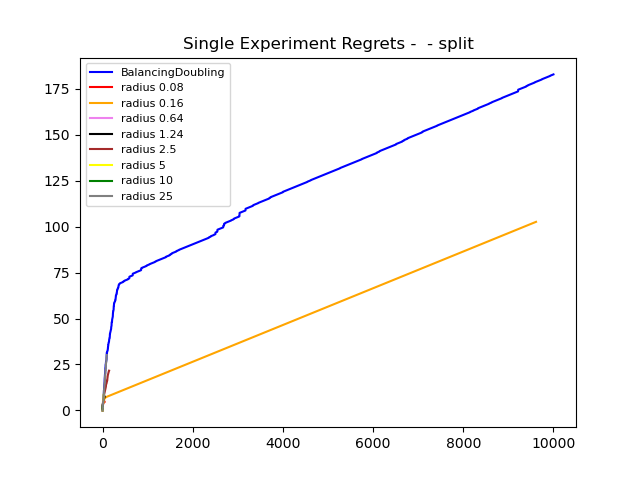 Single Experiment Regrets -  - split
BalancingDoubling
radius 0.08
radius 0.16
radius 0.64
radius 1.24
radius 2.5
radius 5
radius 10
radius 25
175
150
125
100
75
50
25
0
0 2000 4000 6000 8000 10000